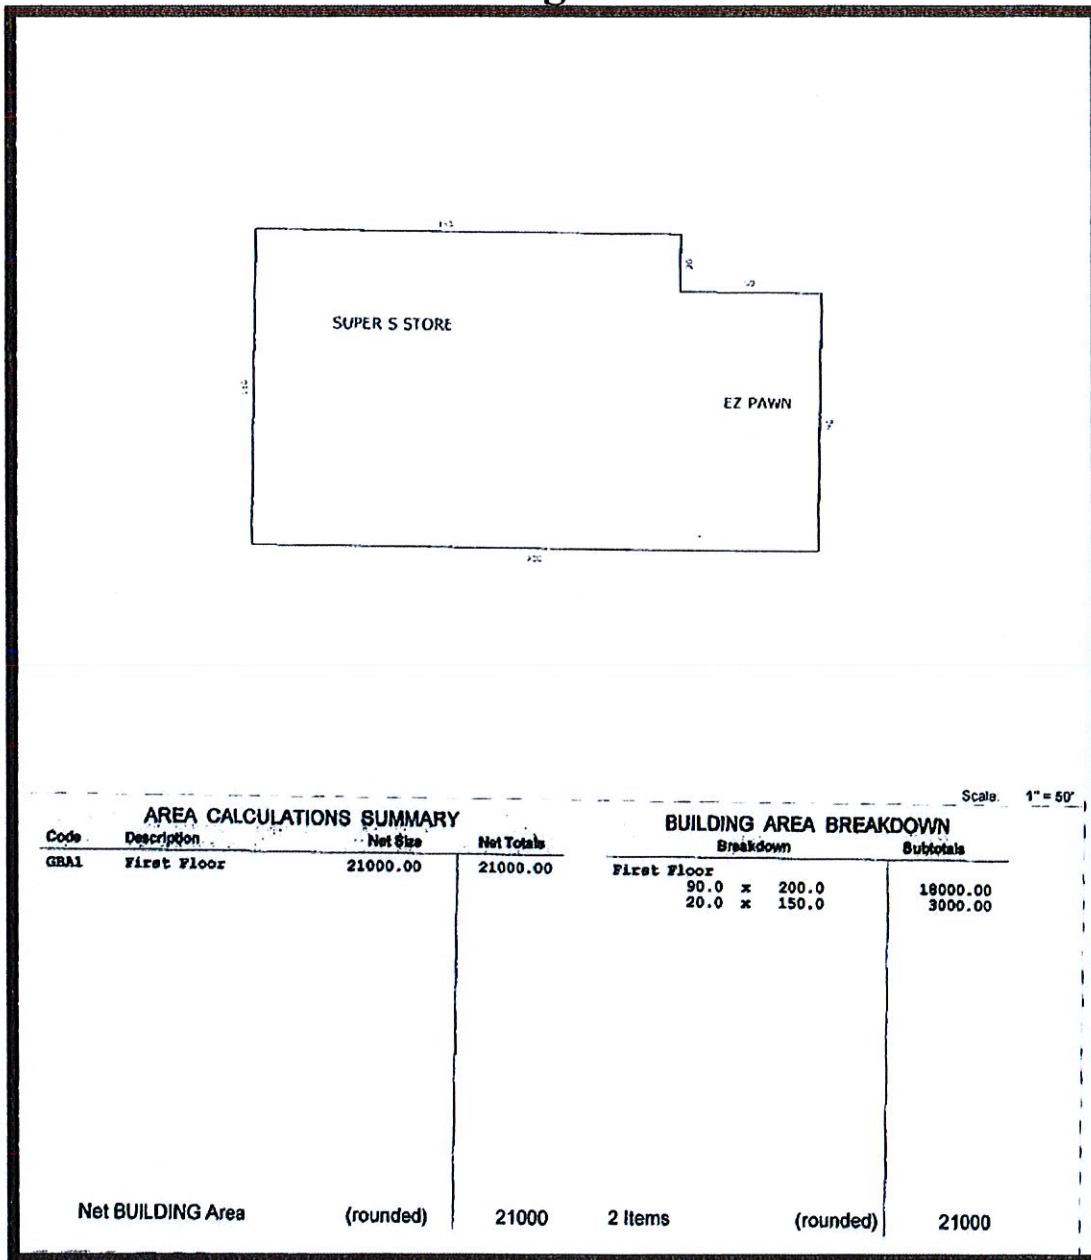 SUPER S STORE
EZ PAWN
Scale. 1" = 50'
AREA CALCULATIONS SUMMARY
Code Description Net Size Net Totals
GBA1 First Floor 21000.00 21000.00
Net BUILDING Area (rounded) 21000
BUILDING AREA BREAKDOWN
Breakdown Subtotals
First Floor
90.0 x 200.0 18000.00
20.0 x 150.0 3000.00
2 Items (rounded) 21000